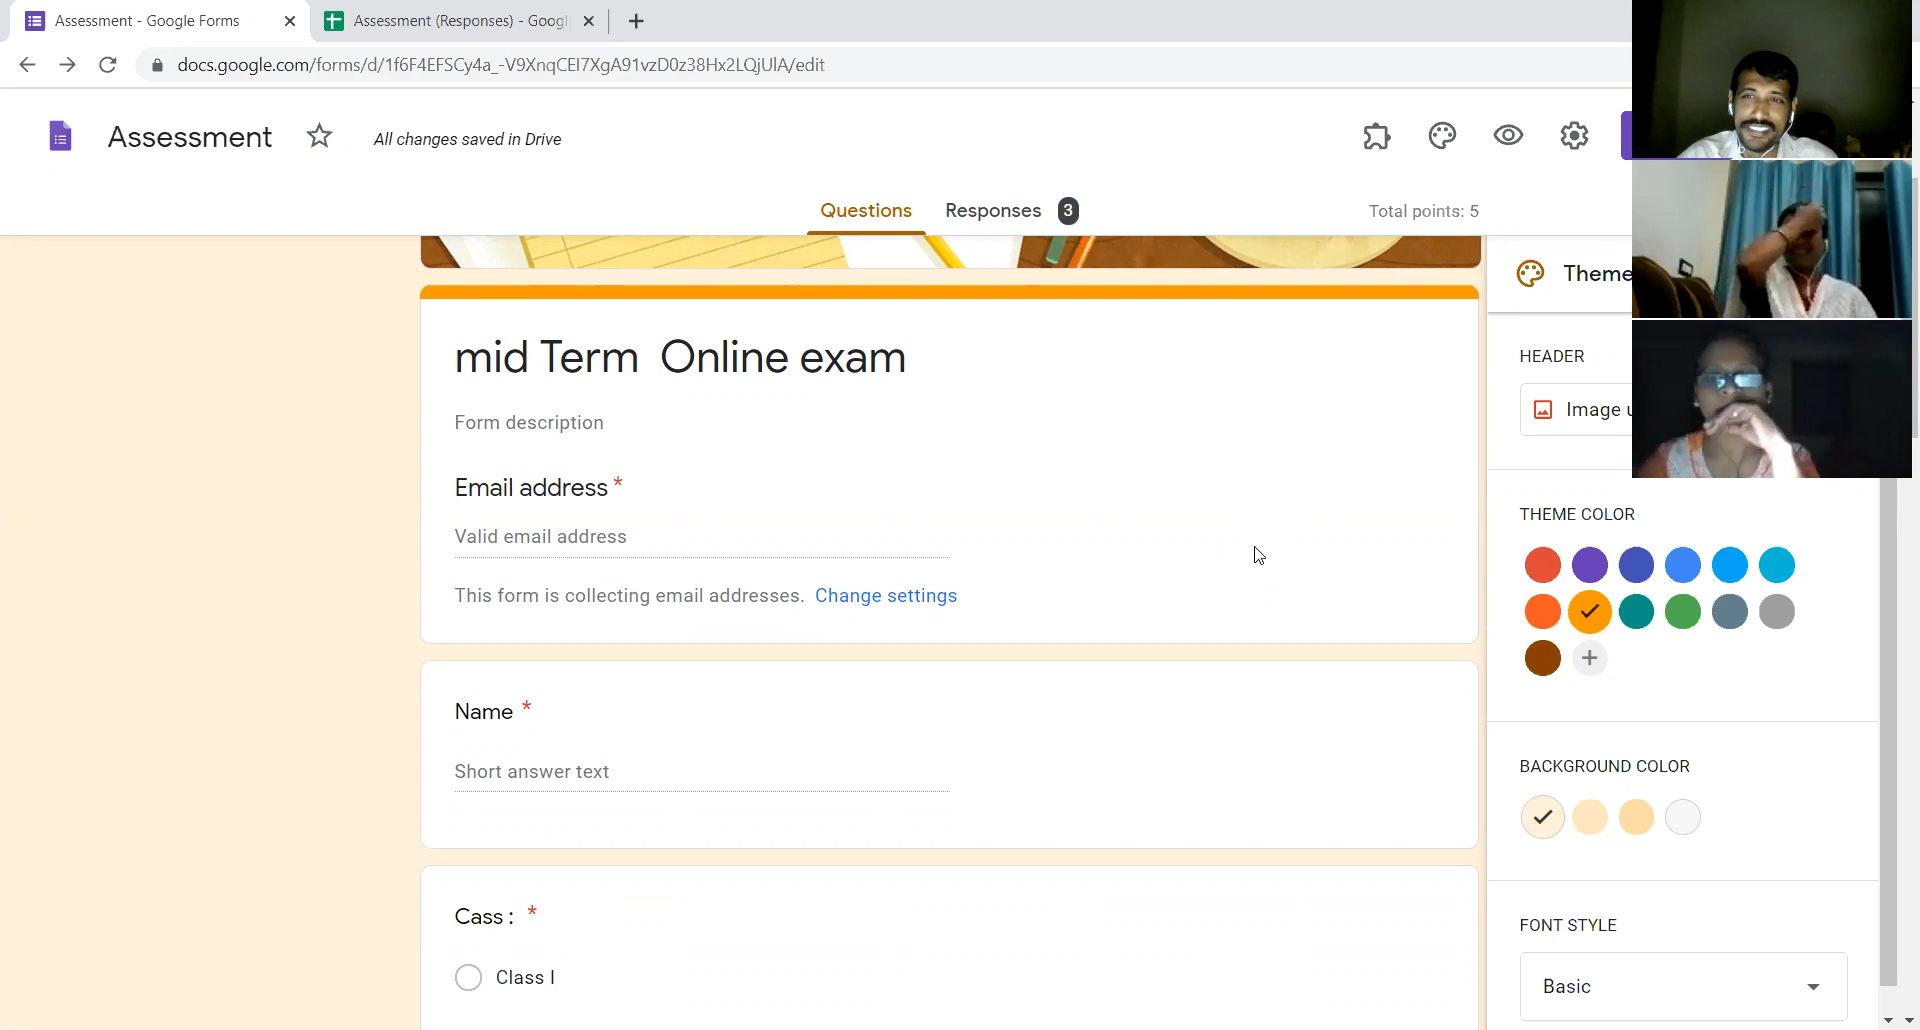 Assessment - Google Forms
Assessment (Responses) - Googl
docs.google.com/forms/d/1f6F4EFSCy4a_-V9XnqCEI7XgA91vzD0z38Hx2LQjUlA/edit
Assessment
All changes saved in Drive
Questions
Responses 3
Total points: 5
Theme
mid Term  Online exam
Form description
Email address *
Valid email address
This form is collecting email addresses. Change settings
Name *
Short answer text
Cass : *
Class I
HEADER
Image u
THEME COLOR
BACKGROUND COLOR
FONT STYLE
Basic